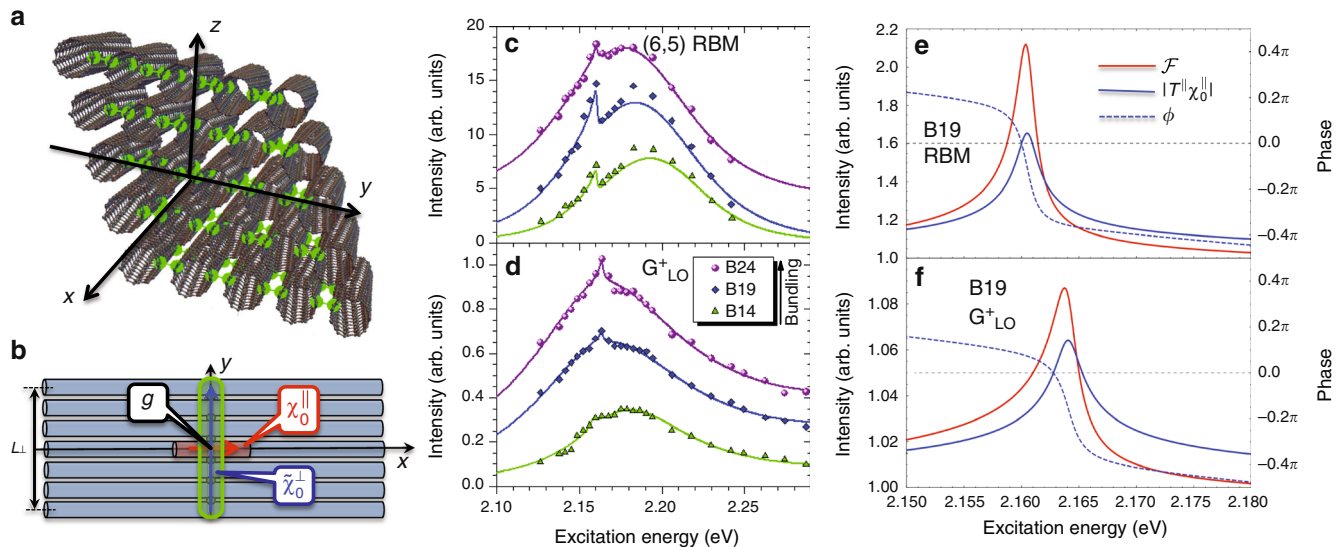 a
z
y
x
b
y
g
χ₀^∥
L⊥
x
χ̃₀^⊥
c
(6,5) RBM
Intensity (arb. units)
20
18
15
13
10
8
5
3
0
d
G⁺LO
B24
B19
B14
Bundling
Intensity (arb. units)
1.0
0.8
0.6
0.4
0.2
0.0
2.10
2.15
2.20
2.25
Excitation energy (eV)
e
F
|T^∥χ₀^∥|
ϕ
B19
RBM
Intensity (arb. units)
2.2
2.0
1.8
1.6
1.4
1.2
1.0
0.4π
0.2π
0.0
−0.2π
−0.4π
Phase
f
B19
G⁺LO
Intensity (arb. units)
1.08
1.06
1.04
1.02
1.00
0.4π
0.2π
0.0
−0.2π
−0.4π
Phase
2.150
2.160
2.165
2.170
2.175
2.180
Excitation energy (eV)